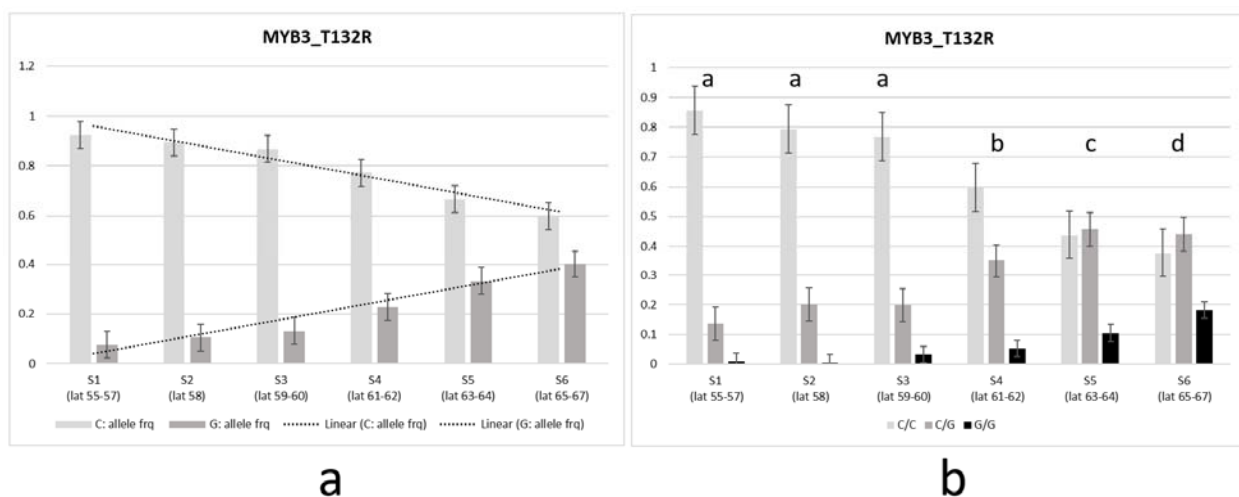 MYB3_T132R
1.2
1
0.8
0.6
0.4
0.2
0
S1 S2 S3 S4 S5 S6
(lat 55-57) (lat 58) (lat 59-60) (lat 61-62) (lat 63-64) (lat 65-67)
C: allele frq G: allele frq Linear (C: allele frq) Linear (G: allele frq)
a
MYB3_T132R
1
0.9
0.8
0.7
0.6
0.5
0.4
0.3
0.2
0.1
0
a a a
b c d
S1 S2 S3 S4 S5 S6
(lat 55-57) (lat 58) (lat 59-60) (lat 61-62) (lat 63-64) (lat 65-67)
C/C C/G G/G
b